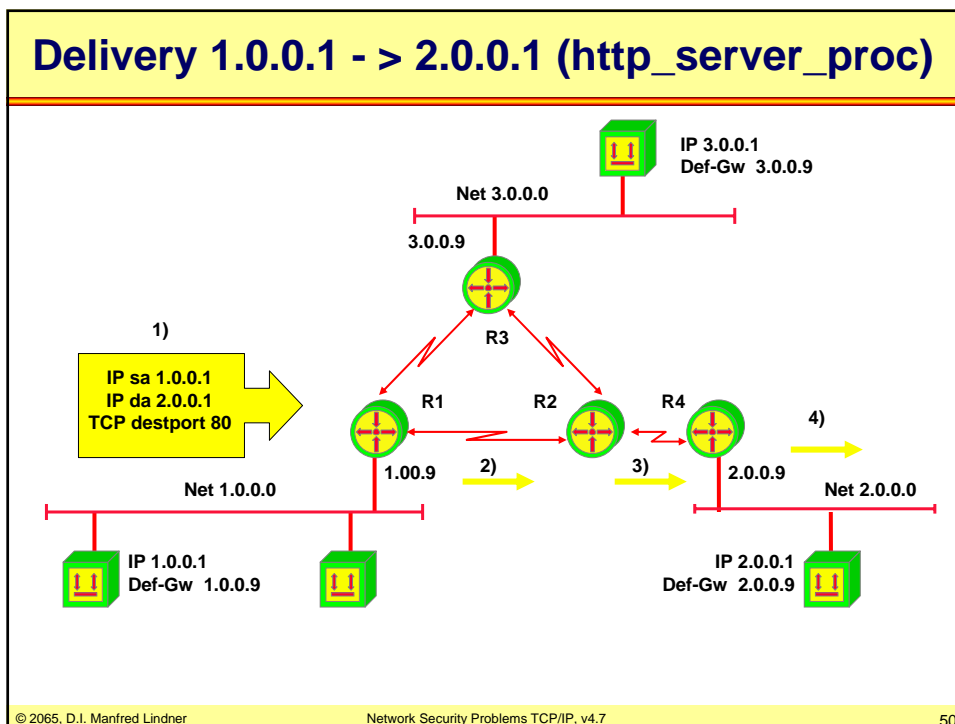 Delivery 1.0.0.1 - > 2.0.0.1 (http_server_proc)
IP 3.0.0.1
Def-Gw 3.0.0.9
Net 3.0.0.0
3.0.0.9
R3
1)
IP sa 1.0.0.1
IP da 2.0.0.1
TCP destport 80
R1
R2
R4
4)
1.00.9
2)
3)
2.0.0.9
Net 1.0.0.0
Net 2.0.0.0
IP 1.0.0.1
Def-Gw 1.0.0.9
IP 2.0.0.1
Def-Gw 2.0.0.9
© 2065, D.I. Manfred Lindner
Network Security Problems TCP/IP, v4.7
50